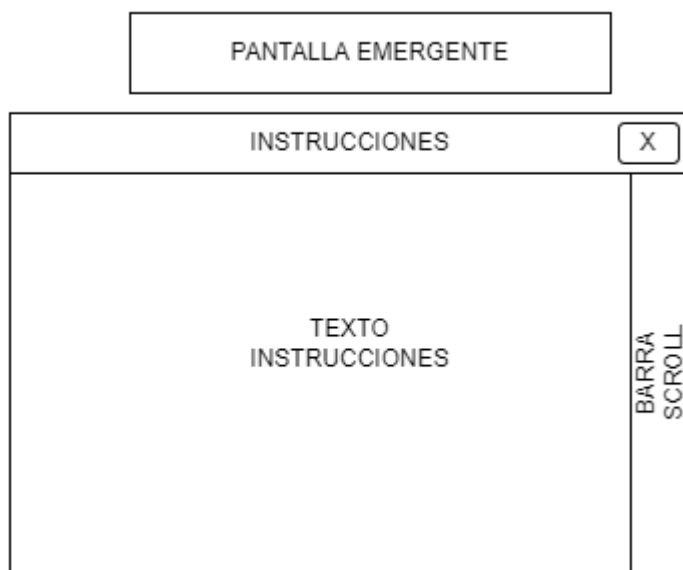 PANTALLA EMERGENTE
INSTRUCCIONES
X
TEXTO
INSTRUCCIONES
BARRA
SCROLL